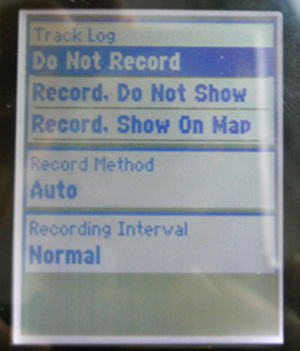 Track Log
Do Not Record
Record, Do Not Show
Record, Show On Map
Record Method
Auto
Recording Interval
Normal